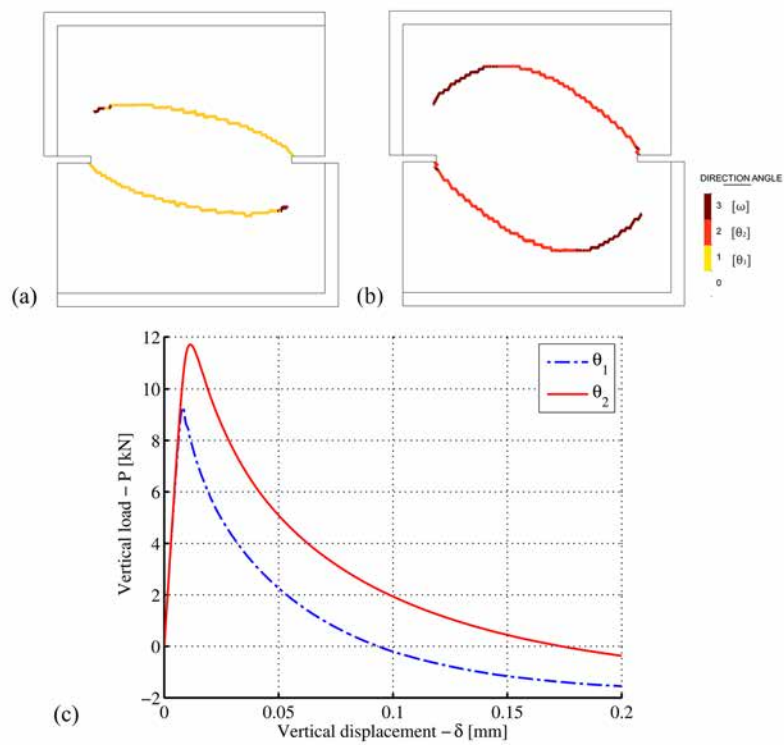 (a)
(b)
DIRECTION ANGLE
3 [ω]
2 [θ₂]
1 [θ₁]
0
(c)
Vertical load – P [kN]
12
10
8
6
4
2
0
−2
θ₁
θ₂
0 0.05 0.1 0.15 0.2
Vertical displacement – δ [mm]